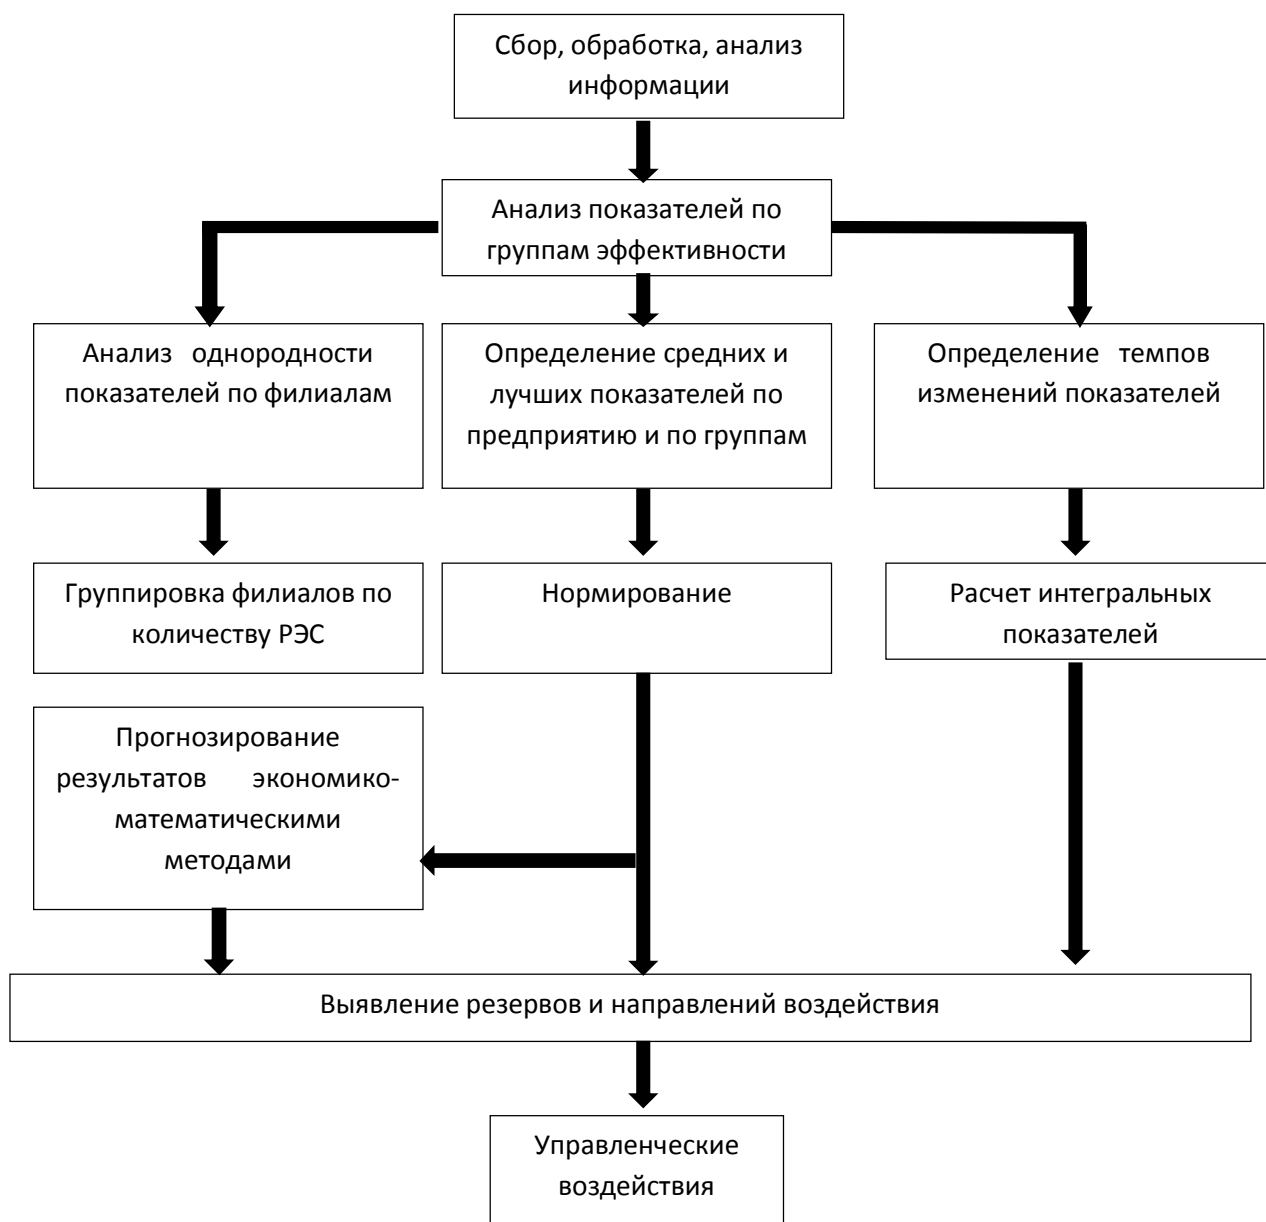 Сбор, обработка, анализ
информации
Анализ показателей по
группам эффективности
Анализ однородности
показателей по филиалам
Определение средних и
лучших показателей по
предприятию и по группам
Определение темпов
изменений показателей
Группировка филиалов по
количеству РЭС
Нормирование
Расчет интегральных
показателей
Прогнозирование
результатов экономико-
математическими
методами
Выявление резервов и направлений воздействия
Управленческие
воздействия